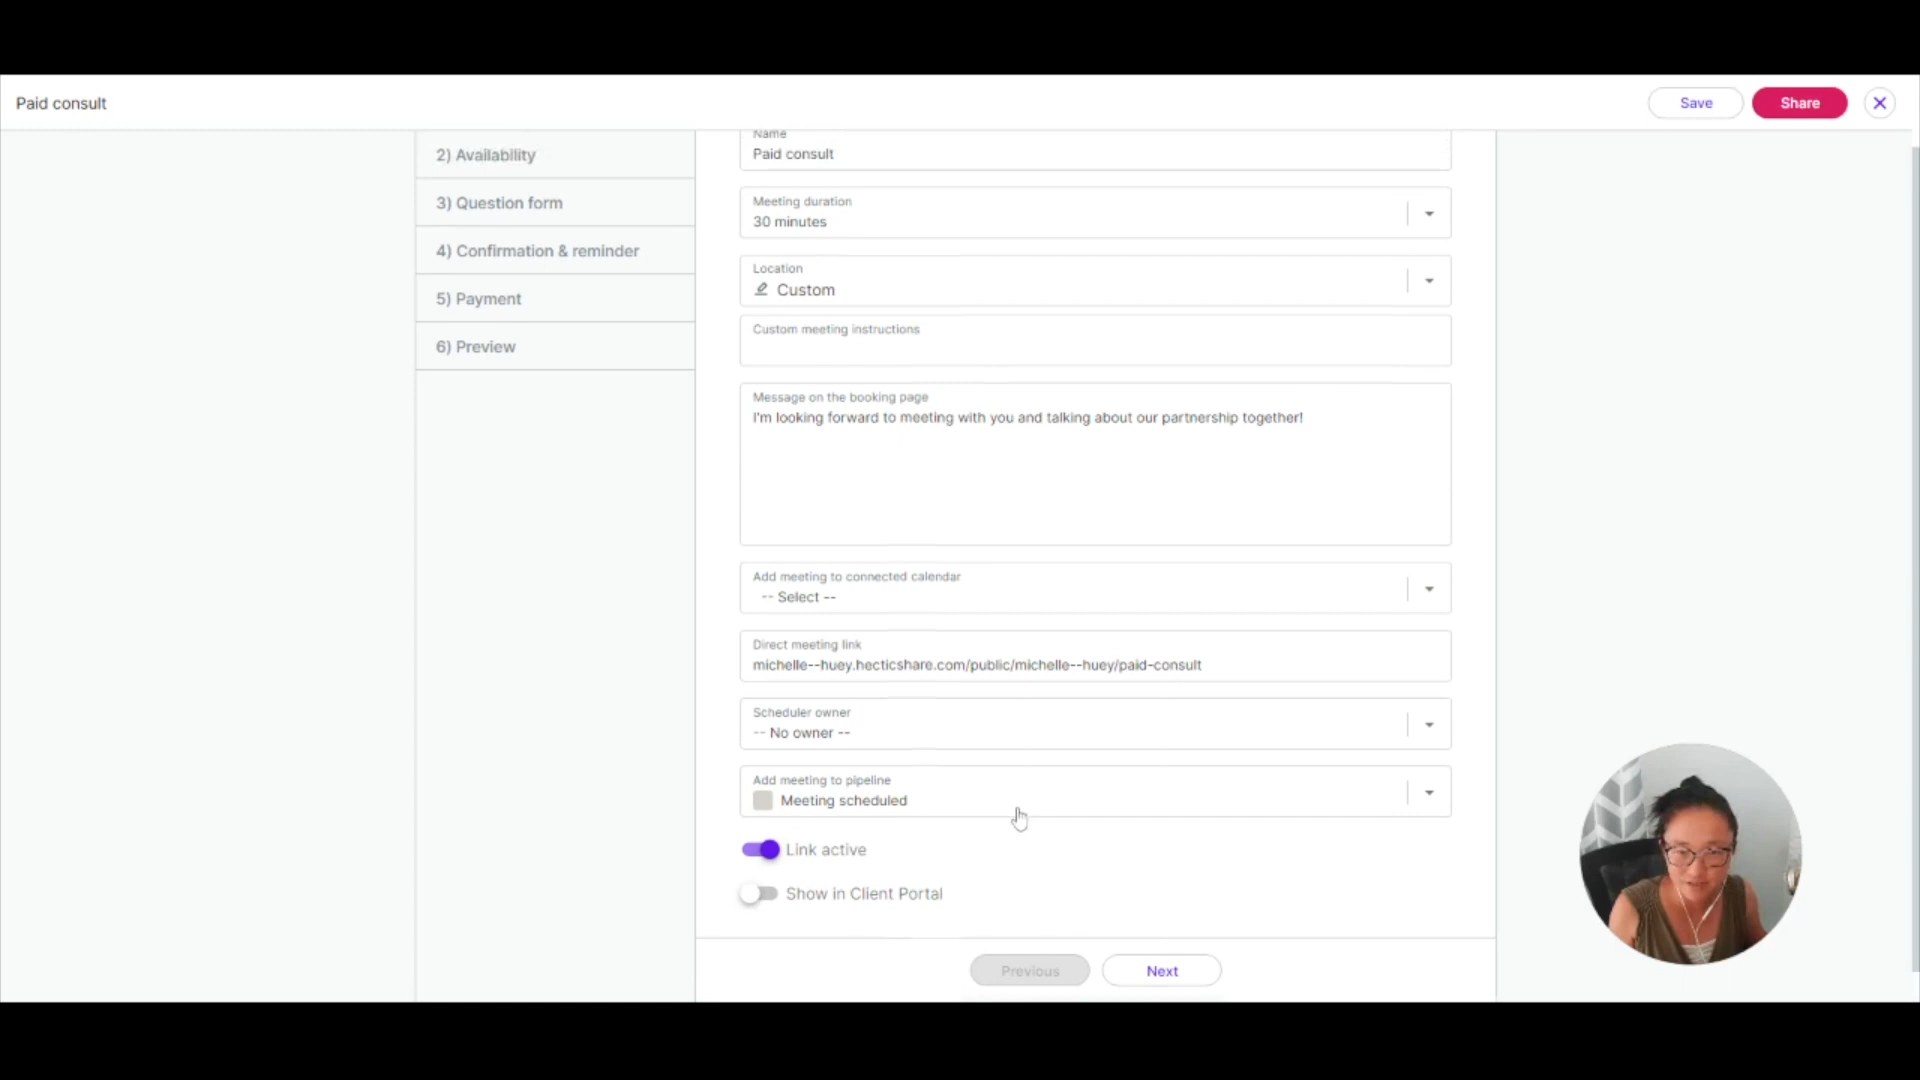 Paid consult
Save
Share
2) Availability
3) Question form
4) Confirmation & reminder
5) Payment
6) Preview
Name
Paid consult
Meeting duration
30 minutes
Location
Custom
Custom meeting instructions
Message on the booking page
I'm looking forward to meeting with you and talking about our partnership together!
Add meeting to connected calendar
-- Select --
Direct meeting link
michelle--huey.hecticshare.com/public/michelle--huey/paid-consult
Scheduler owner
-- No owner --
Add meeting to pipeline
Meeting scheduled
Link active
Show in Client Portal
Previous
Next